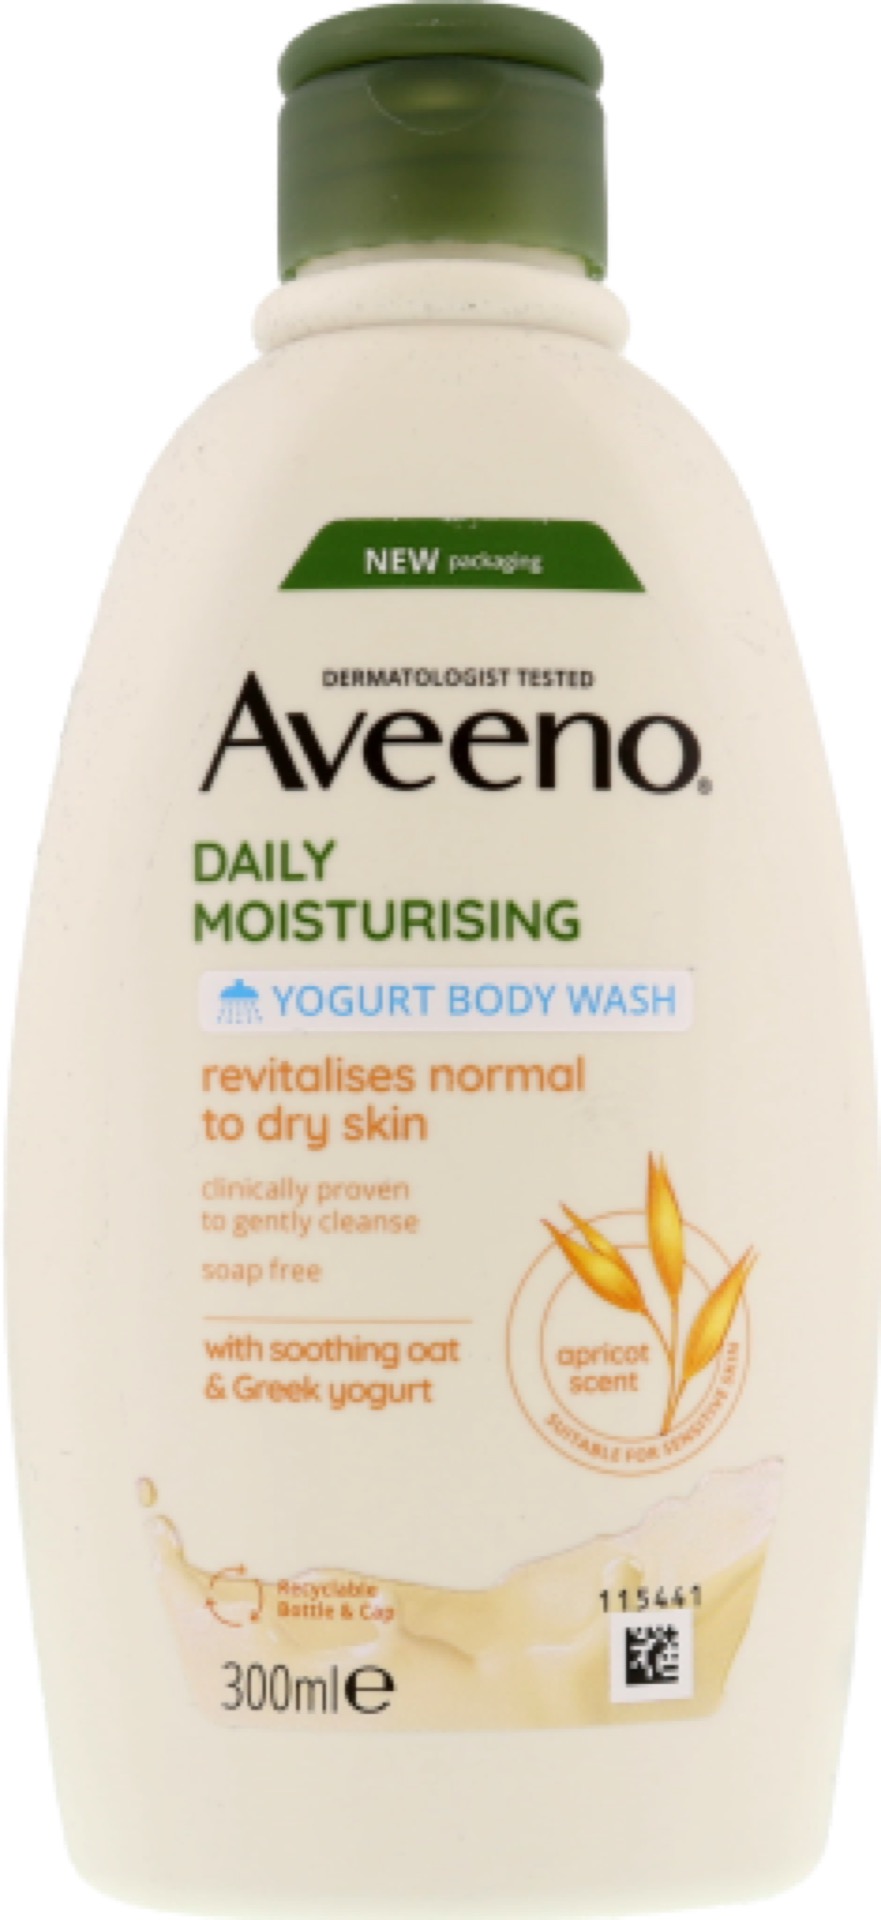 NEW packaging
DERMATOLOGIST TESTED
Aveeno®
DAILY
MOISTURISING
YOGURT BODY WASH
revitalises normal
to dry skin
clinically proven
to gently cleanse
soap free
with soothing oat
& Greek yogurt
apricot
scent
SUITABLE FOR SENSITIVE SKIN
Recyclable
Bottle & Cap
115441
300ml℮